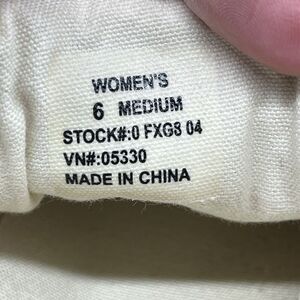 WOMEN'S
6 MEDIUM
STOCK#:0 FXG8 04
VN#:05330
MADE IN CHINA